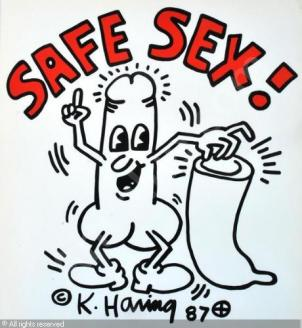 SAFE SEX!
© K. Haring 87 ⊕
© All rights reserved